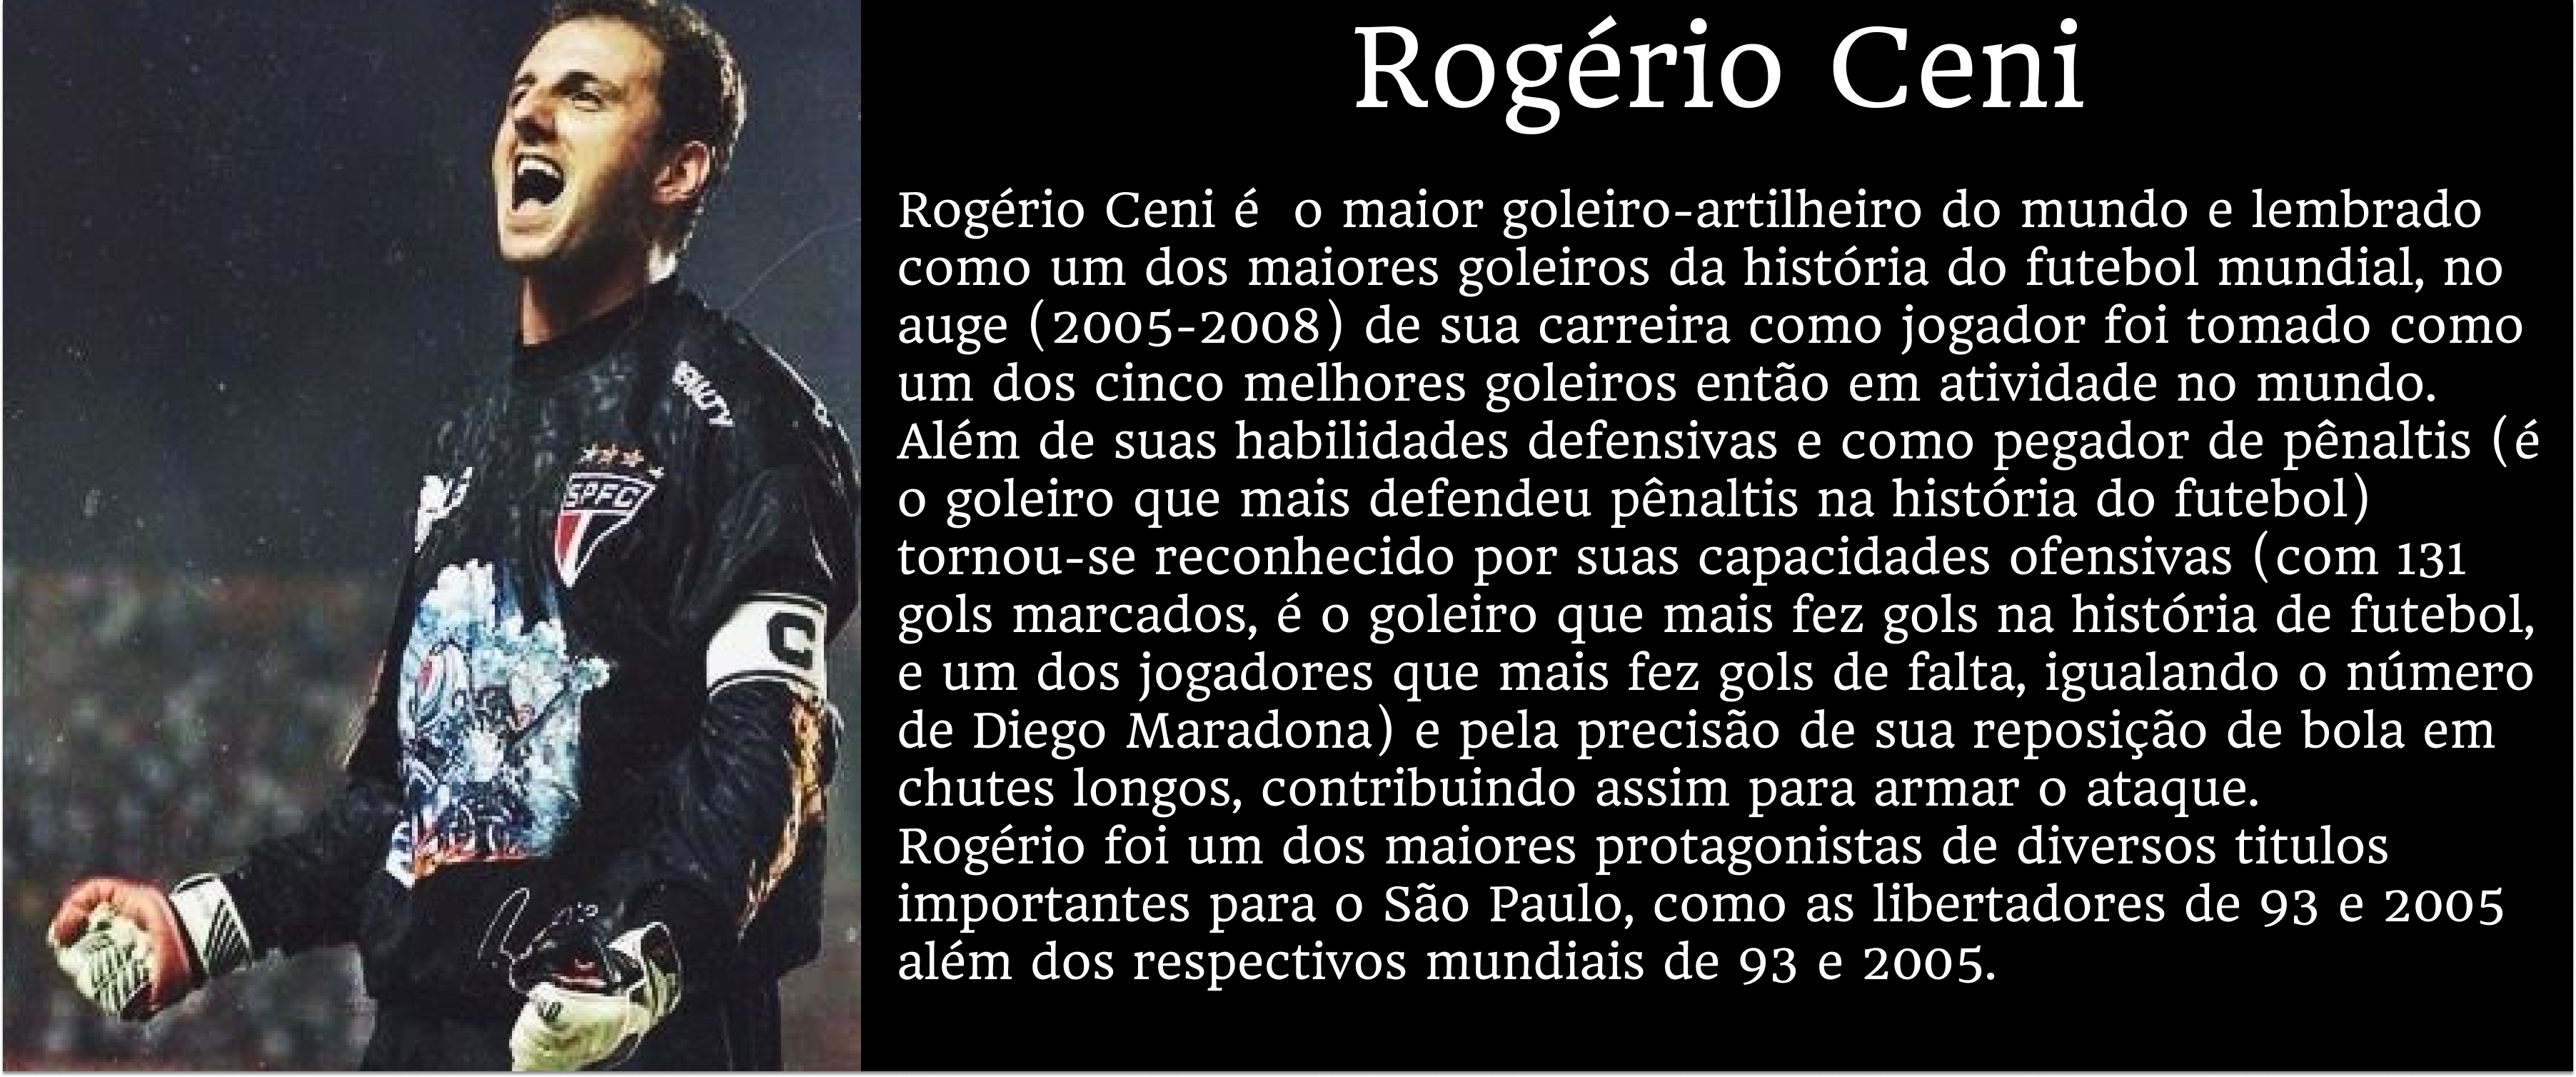 Rogério Ceni
Rogério Ceni é  o maior goleiro-artilheiro do mundo e lembrado
como um dos maiores goleiros da história do futebol mundial, no
auge (2005-2008) de sua carreira como jogador foi tomado como
um dos cinco melhores goleiros então em atividade no mundo.
Além de suas habilidades defensivas e como pegador de pênaltis (é
o goleiro que mais defendeu pênaltis na história do futebol)
tornou-se reconhecido por suas capacidades ofensivas (com 131
gols marcados, é o goleiro que mais fez gols na história de futebol,
e um dos jogadores que mais fez gols de falta, igualando o número
de Diego Maradona) e pela precisão de sua reposição de bola em
chutes longos, contribuindo assim para armar o ataque.
Rogério foi um dos maiores protagonistas de diversos titulos
importantes para o São Paulo, como as libertadores de 93 e 2005
além dos respectivos mundiais de 93 e 2005.
SPFC
C